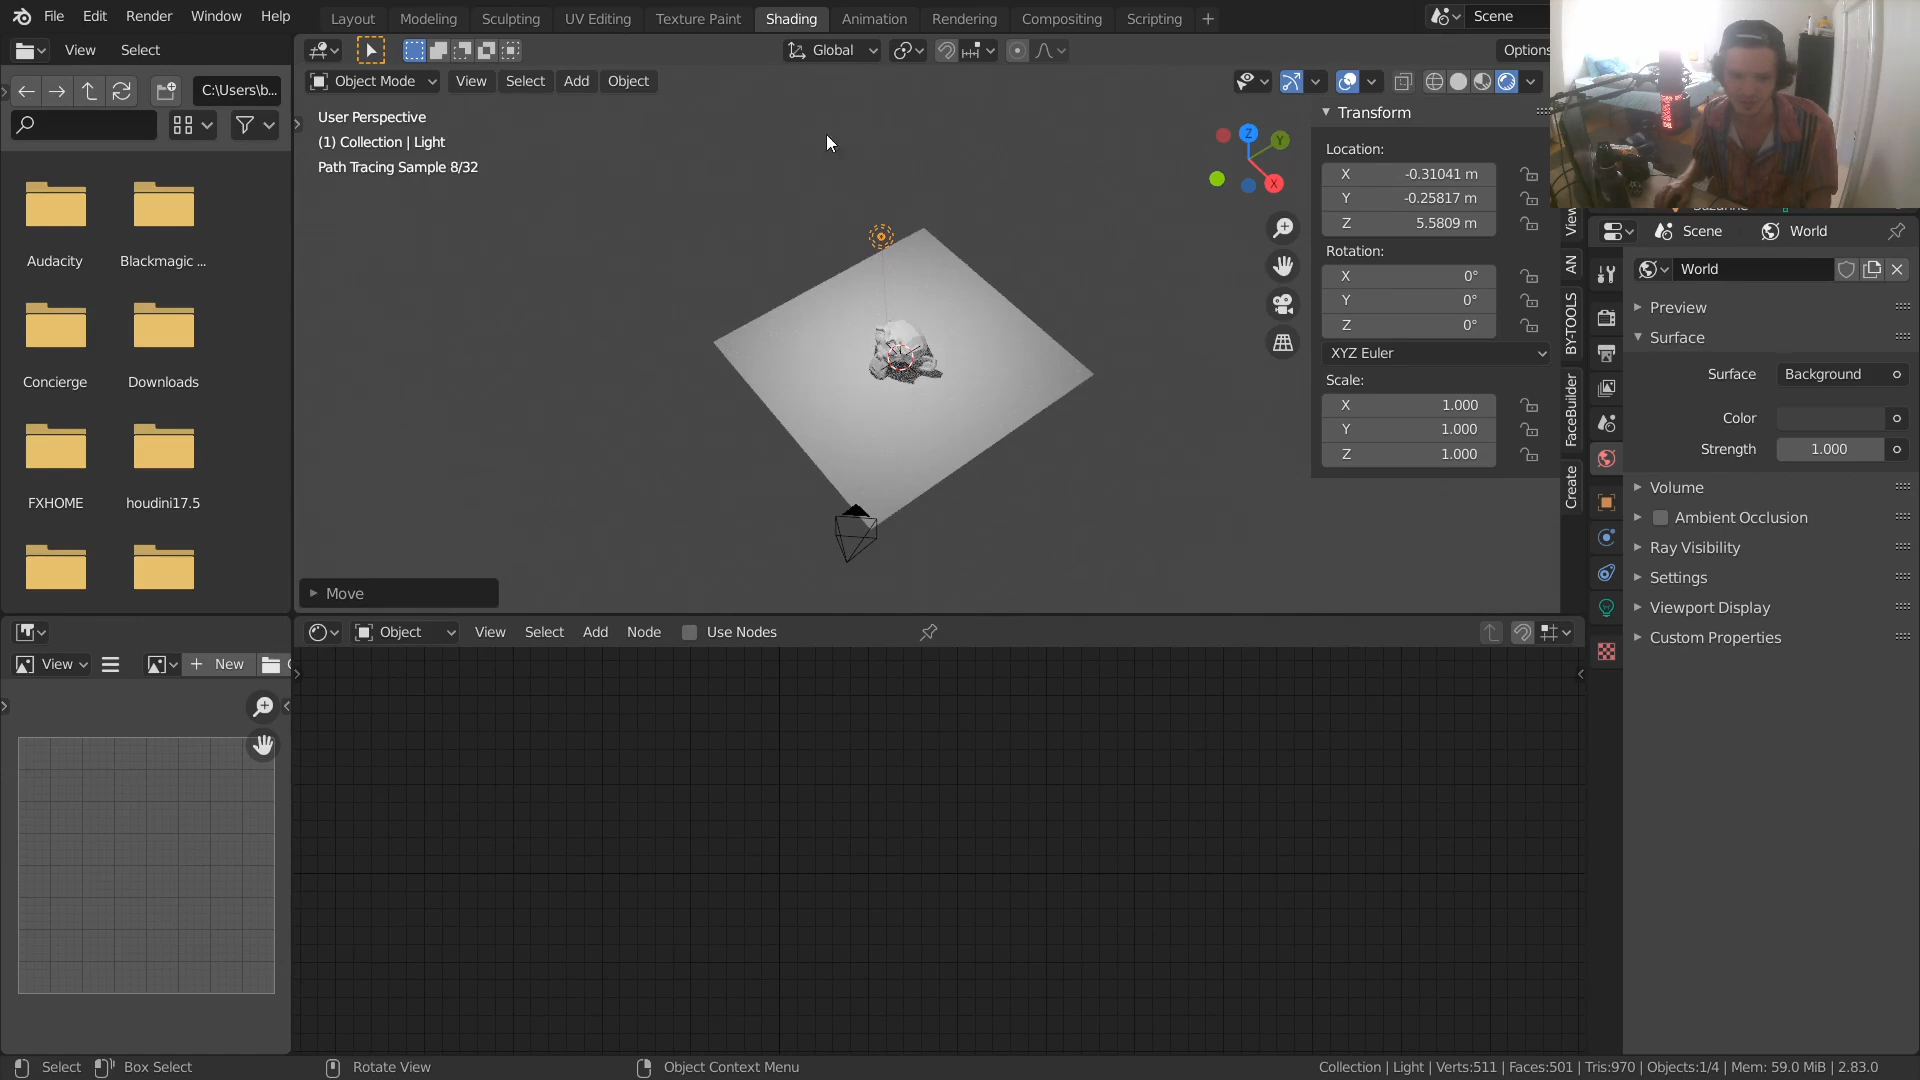 File Edit Render Window Help
Layout Modeling Sculpting UV Editing Texture Paint Shading Animation Rendering Compositing Scripting +
Scene
View Select
Global
Options
C:\Users\b...
Object Mode View Select Add Object
User Perspective
(1) Collection | Light
Path Tracing Sample 8/32
Z
Y
X
Transform
Location:
X -0.31041 m
Y -0.25817 m
Z 5.5809 m
Rotation:
X 0°
Y 0°
Z 0°
XYZ Euler
Scale:
X 1.000
Y 1.000
Z 1.000
View
AN
BY-TOOLS
FaceBuilder
Create
Audacity
Blackmagic ...
Concierge
Downloads
FXHOME
houdini17.5
Move
Scene World
World
Preview
Surface
Surface Background
Color
Strength 1.000
Volume
Ambient Occlusion
Ray Visibility
Settings
Viewport Display
Custom Properties
Object View Select Add Node Use Nodes
View + New
Select Box Select Rotate View Object Context Menu
Collection | Light | Verts:511 | Faces:501 | Tris:970 | Objects:1/4 | Mem: 59.0 MiB | 2.83.0